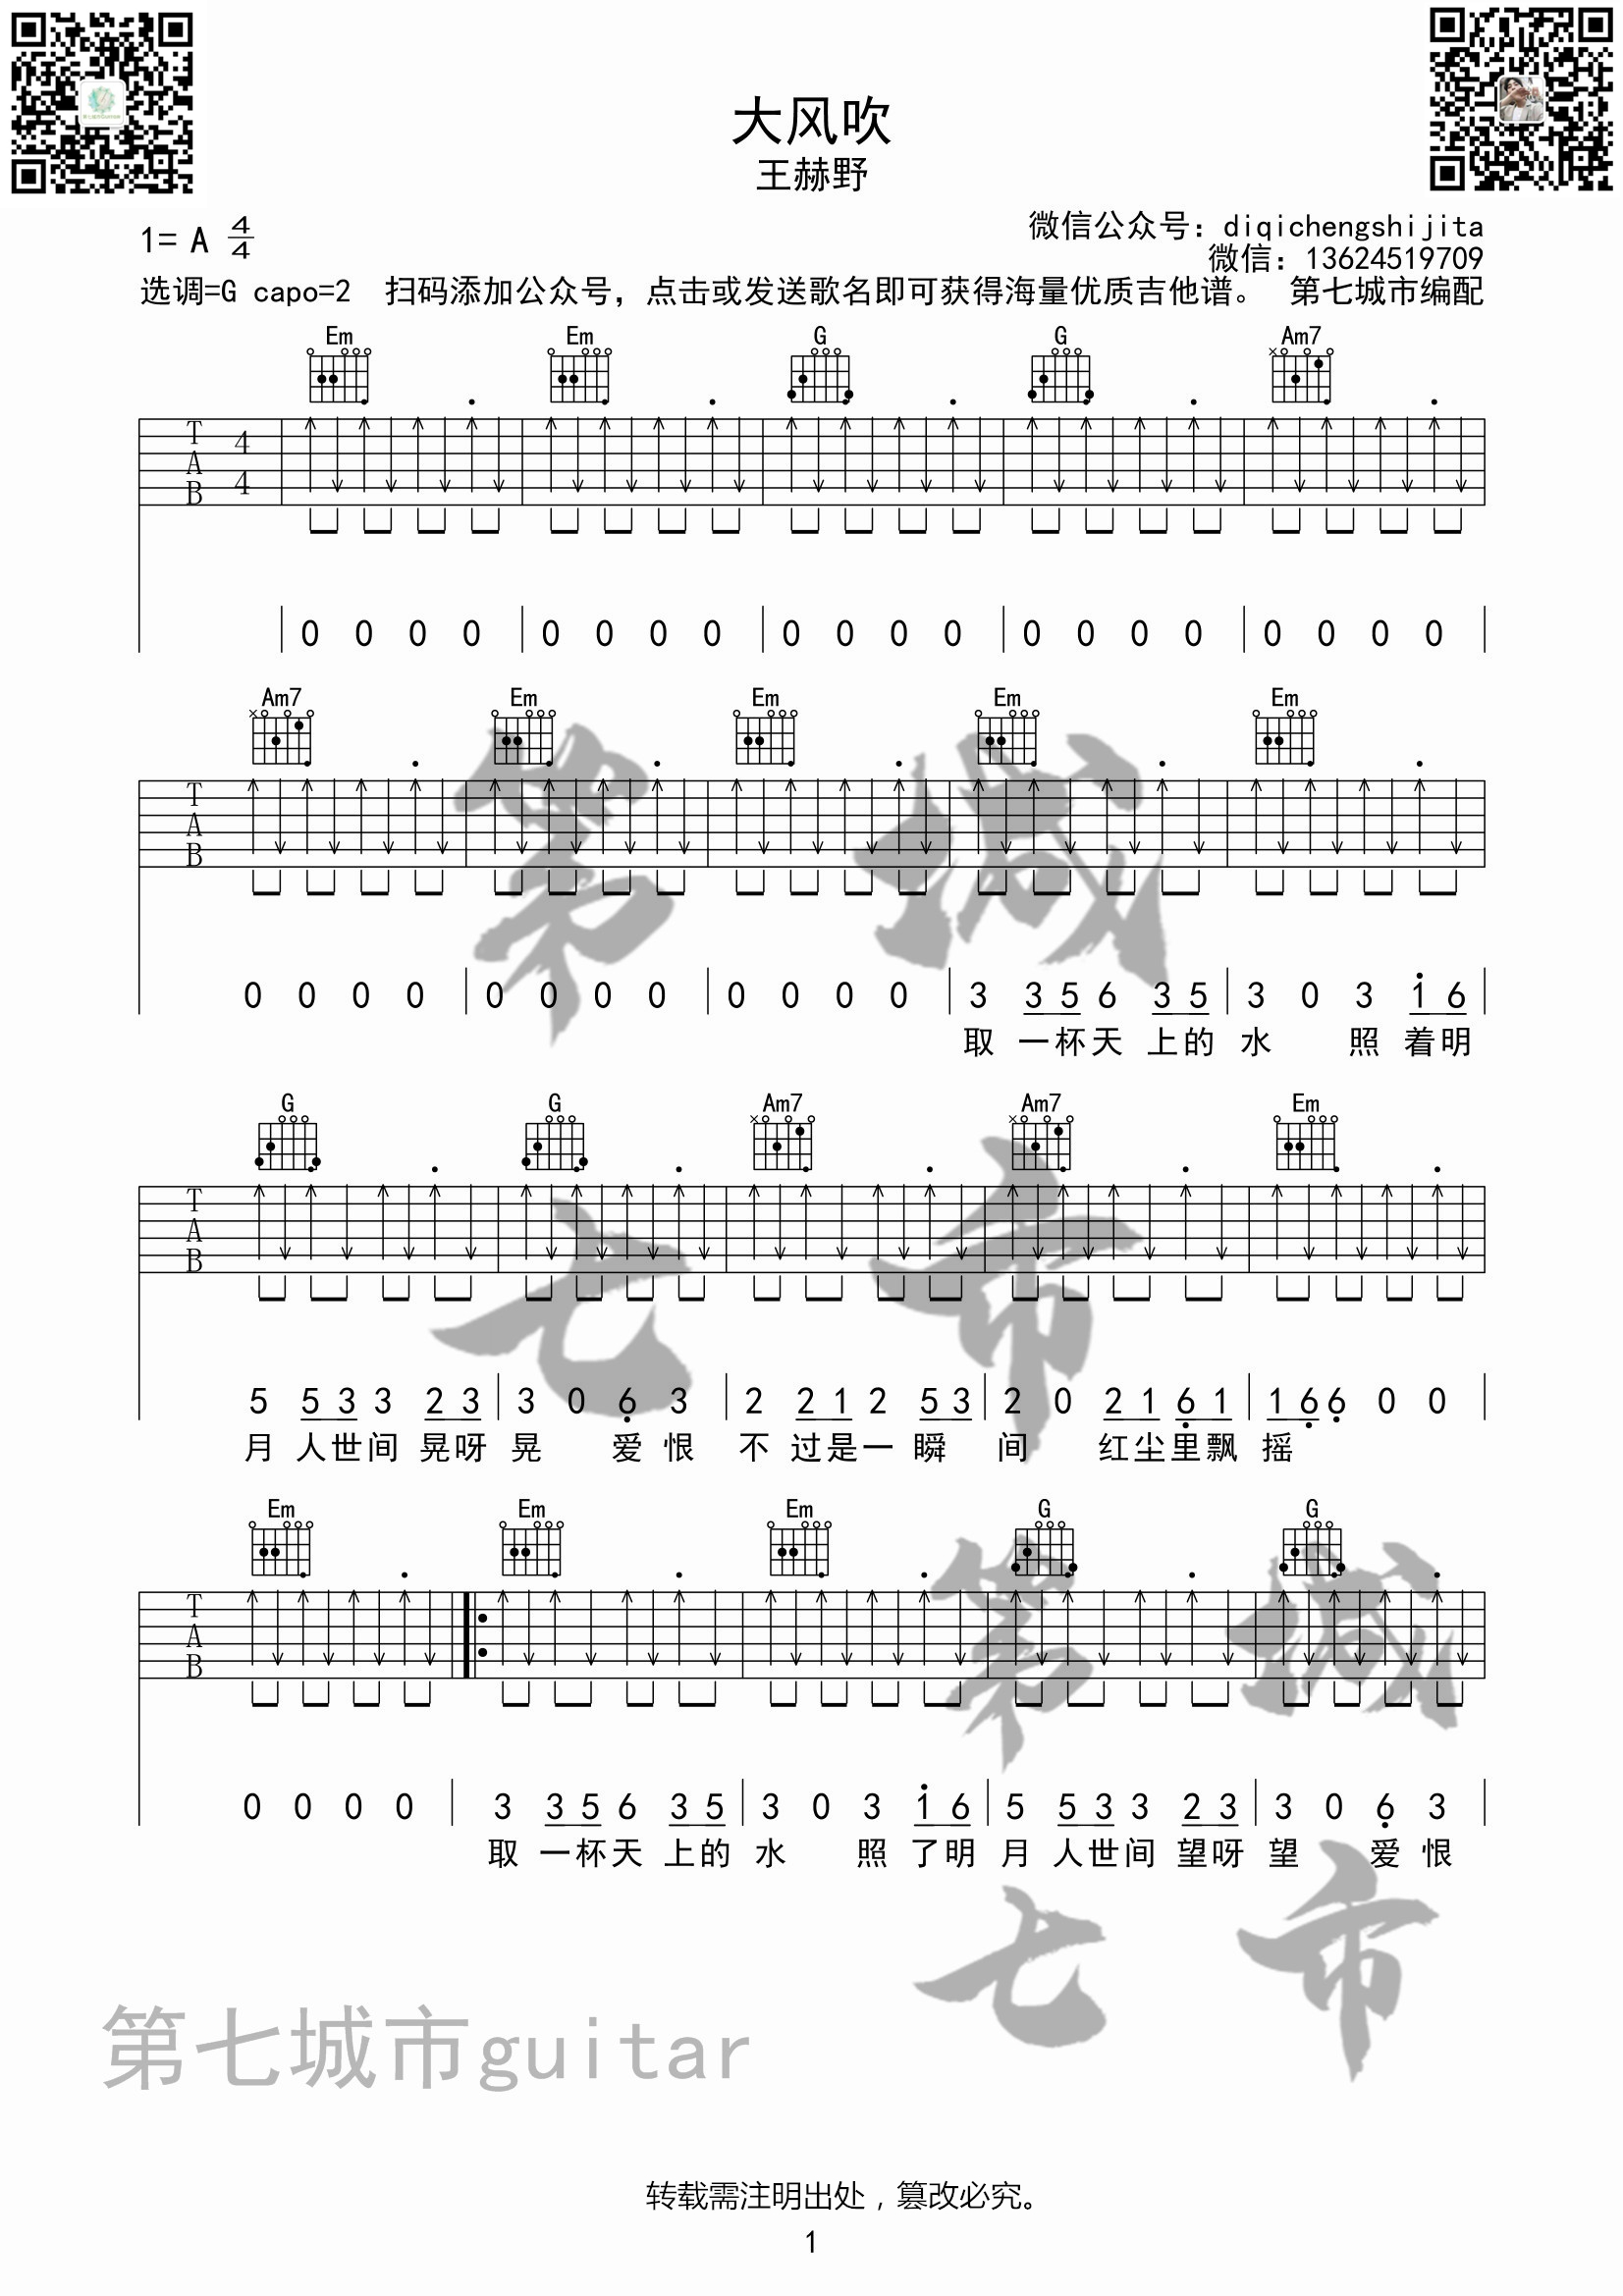 大风吹
王赫野
1= A 4/4
微信公众号：diqichengshijita
微信：13624519709
选调=G capo=2 扫码添加公众号，点击或发送歌名即可获得海量优质吉他谱。 第七城市编配
Em Em G G Am7
T A B 4 4
0 0 0 0 0 0 0 0 0 0 0 0 0 0 0 0 0 0 0 0
Am7 Em Em Em Em
T A B
0 0 0 0 0 0 0 0 0 0 0 0 3 3 5 6 3 5 3 0 3 1 6
取 一杯天 上的 水 照 着明
G G Am7 Am7 Em
T A B
5 5 3 3 2 3 3 0 6 3 2 2 1 2 5 3 2 0 2 1 6 1 1 6 6 0 0
月 人世间 晃呀 晃 爱 恨 不 过是一 瞬 间 红尘里飘 摇
Em Em Em G G
T A B
0 0 0 0 3 3 5 6 3 5 3 0 3 1 6 5 5 3 3 2 3 3 0 6 3
取 一杯天 上的 水 照 了明 月 人世间 望呀 望 爱 恨
第 城
七 市
第 城
七 市
第七城市guitar
转载需注明出处，篡改必究。
1